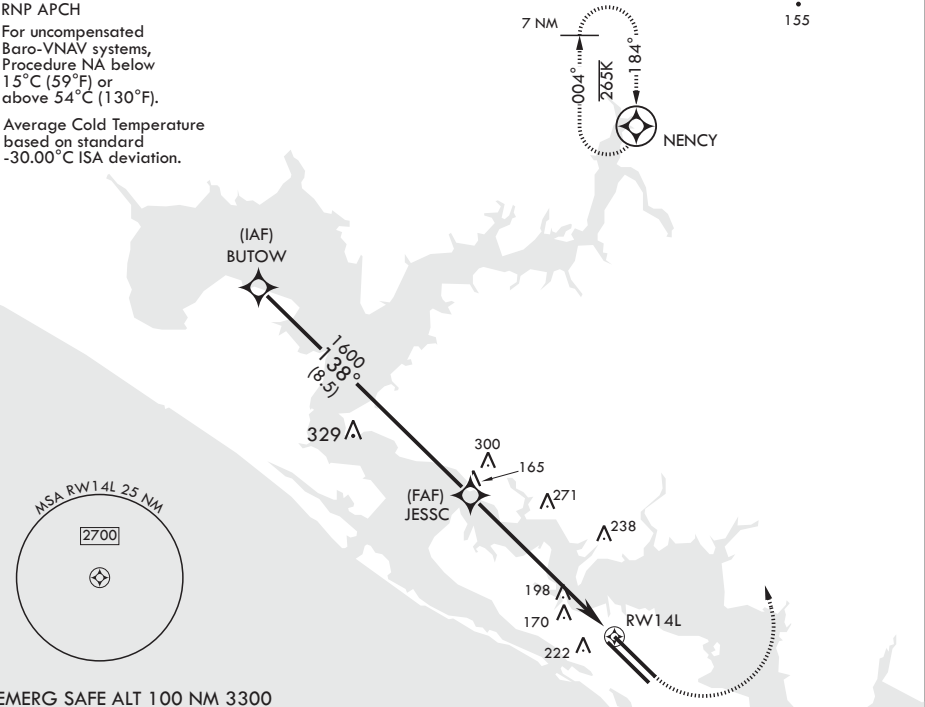 RNP APCH
For uncompensated
Baro-VNAV systems,
Procedure NA below
15°C (59°F) or
above 54°C (130°F).
Average Cold Temperature
based on standard
-30.00°C ISA deviation.
7 NM
004°
265K
184°
NENCY
155
(IAF)
BUTOW
1600
138°
(8.5)
329
300
165
(FAF)
JESSC
271
238
198
170
222
RW14L
MSA RW14L 25 NM
2700
EMERG SAFE ALT 100 NM 3300